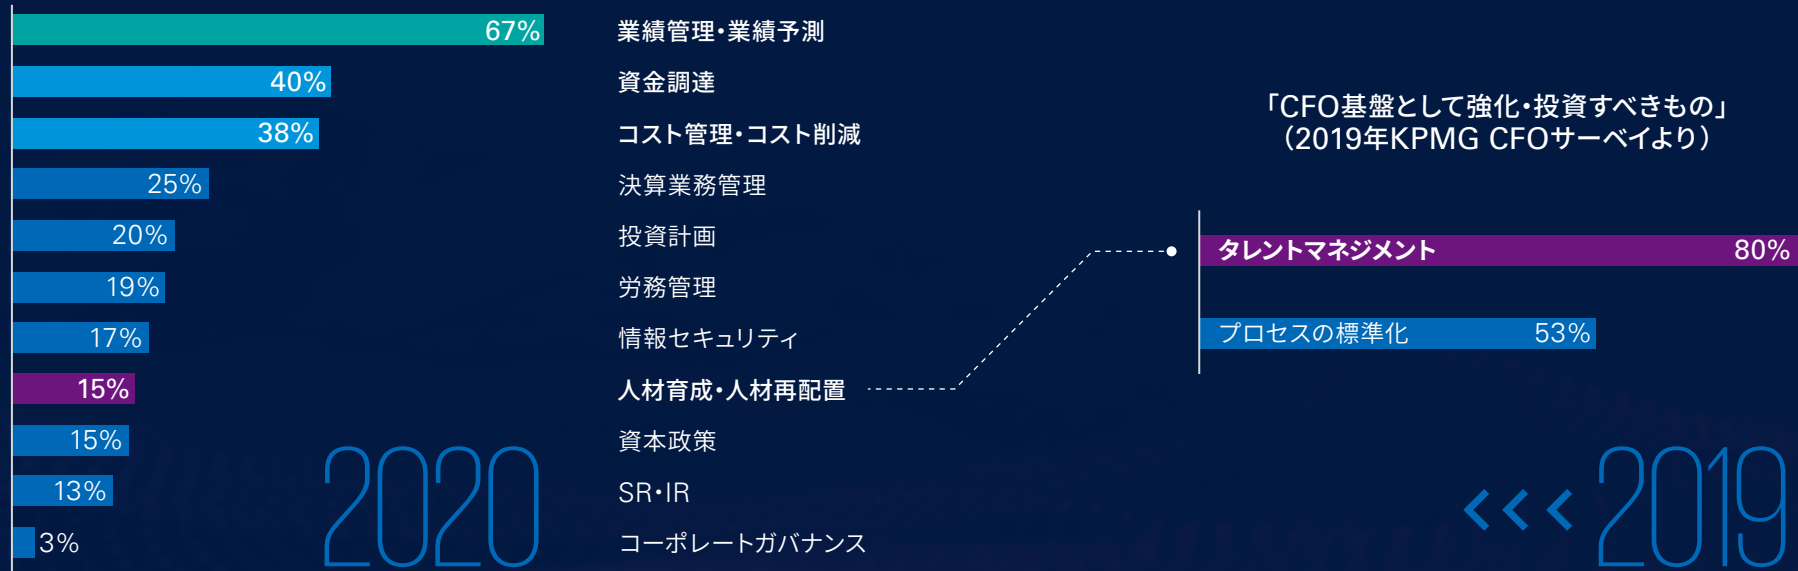 67% 業績管理・業績予測
40% 資金調達
38% コスト管理・コスト削減
25% 決算業務管理
20% 投資計画
19% 労務管理
17% 情報セキュリティ
15% 人材育成・人材再配置
15% 資本政策
13% SR・IR
3% コーポレートガバナンス
2020
「CFO基盤として強化・投資すべきもの」
（2019年KPMG CFOサーベイより）
タレントマネジメント 80%
プロセスの標準化 53%
2019